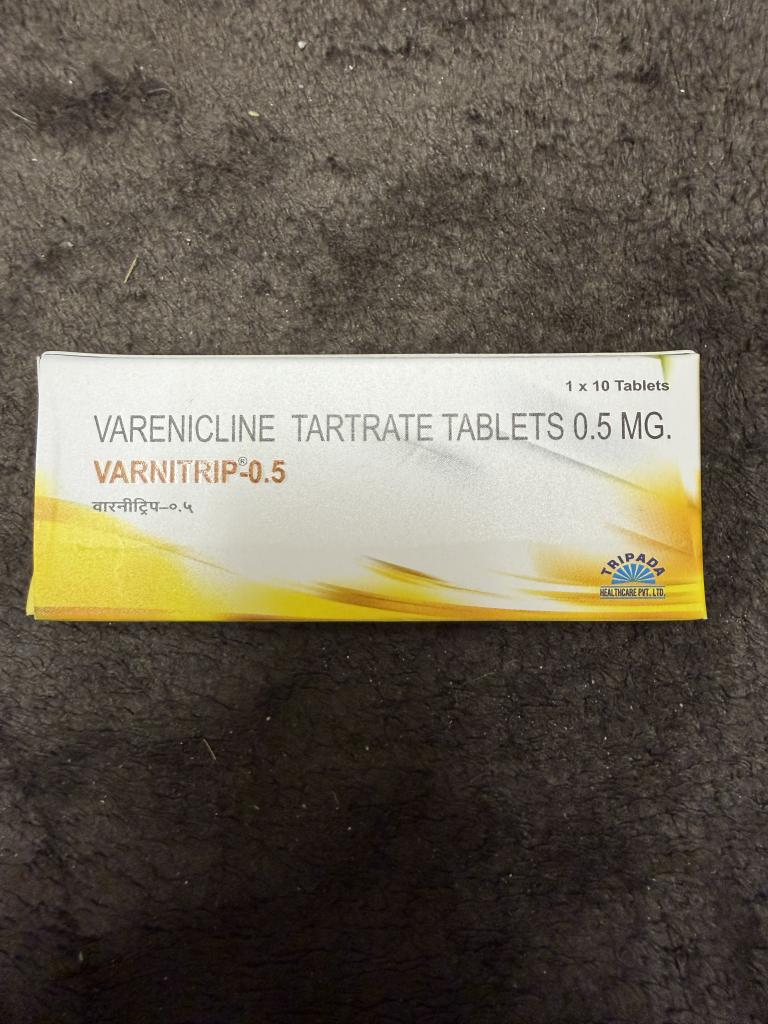 1 x 10 Tablets
VARENICLINE TARTRATE TABLETS 0.5 MG.
VARNITRIP®-0.5
वारनीट्रिप–०.५
TRIPADA
HEALTHCARE PVT. LTD.